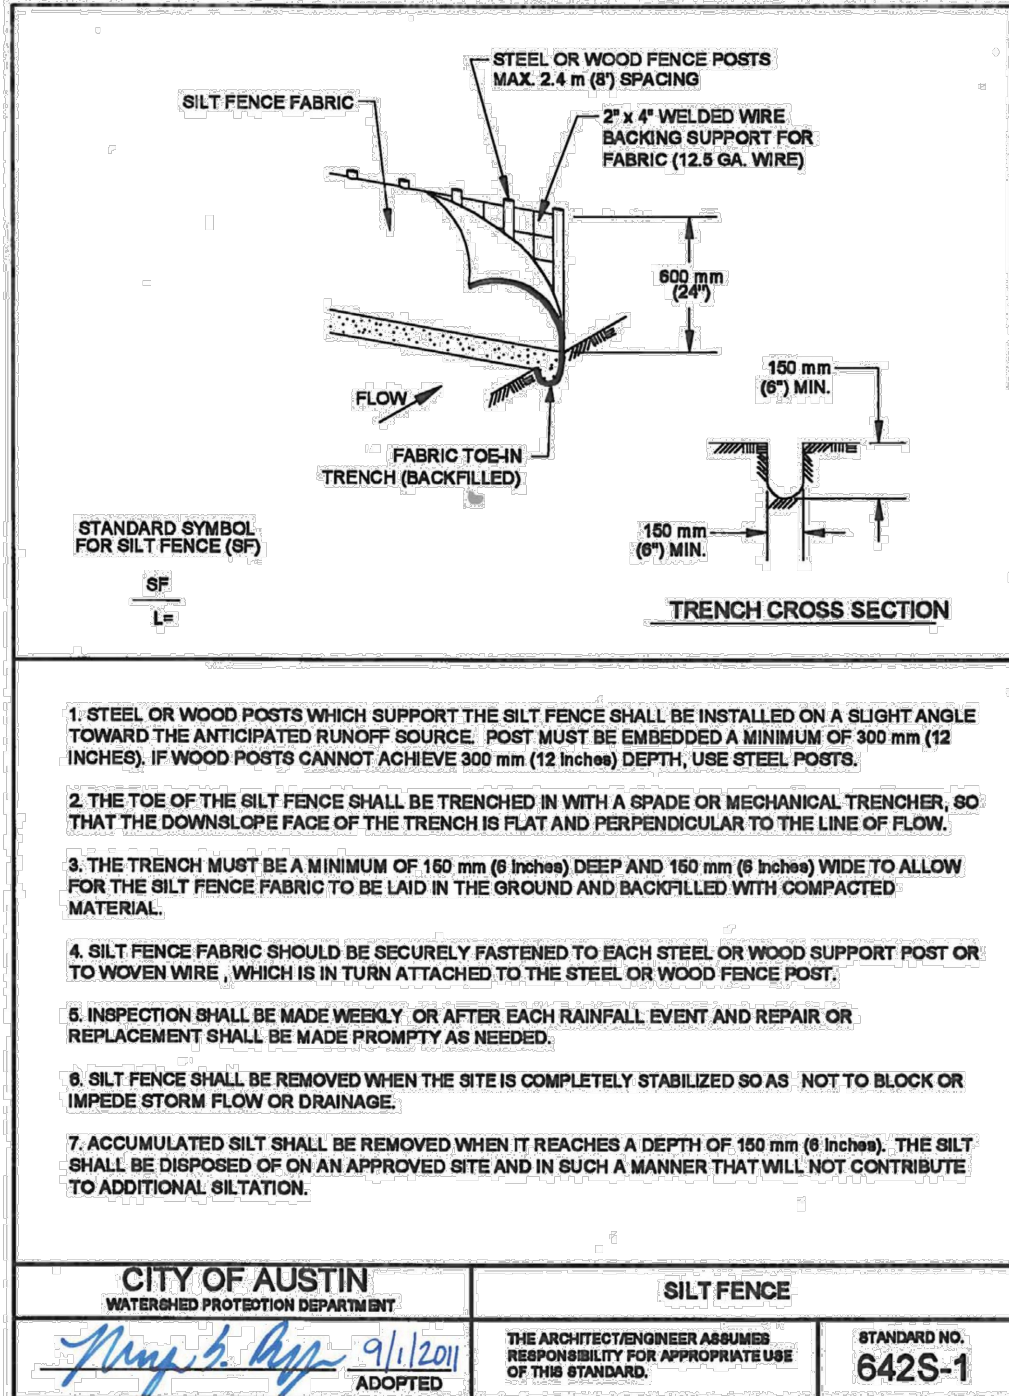 STEEL OR WOOD FENCE POSTS
MAX. 2.4 m (8') SPACING
SILT FENCE FABRIC
2" x 4" WELDED WIRE
BACKING SUPPORT FOR
FABRIC (12.5 GA. WIRE)
600 mm
(24")
150 mm
(6") MIN.
FLOW
FABRIC TOE-IN
TRENCH (BACKFILLED)
STANDARD SYMBOL
FOR SILT FENCE (SF)
150 mm
(6") MIN.
SF
L=
TRENCH CROSS SECTION
1. STEEL OR WOOD POSTS WHICH SUPPORT THE SILT FENCE SHALL BE INSTALLED ON A SLIGHT ANGLE
TOWARD THE ANTICIPATED RUNOFF SOURCE. POST MUST BE EMBEDDED A MINIMUM OF 300 mm (12
INCHES). IF WOOD POSTS CANNOT ACHIEVE 300 mm (12 inches) DEPTH, USE STEEL POSTS.
2. THE TOE OF THE SILT FENCE SHALL BE TRENCHED IN WITH A SPADE OR MECHANICAL TRENCHER, SO
THAT THE DOWNSLOPE FACE OF THE TRENCH IS FLAT AND PERPENDICULAR TO THE LINE OF FLOW.
3. THE TRENCH MUST BE A MINIMUM OF 150 mm (6 inches) DEEP AND 150 mm (6 inches) WIDE TO ALLOW
FOR THE SILT FENCE FABRIC TO BE LAID IN THE GROUND AND BACKFILLED WITH COMPACTED
MATERIAL.
4. SILT FENCE FABRIC SHOULD BE SECURELY FASTENED TO EACH STEEL OR WOOD SUPPORT POST OR
TO WOVEN WIRE , WHICH IS IN TURN ATTACHED TO THE STEEL OR WOOD FENCE POST.
5. INSPECTION SHALL BE MADE WEEKLY OR AFTER EACH RAINFALL EVENT AND REPAIR OR
REPLACEMENT SHALL BE MADE PROMPTY AS NEEDED.
6. SILT FENCE SHALL BE REMOVED WHEN THE SITE IS COMPLETELY STABILIZED SO AS NOT TO BLOCK OR
IMPEDE STORM FLOW OR DRAINAGE.
7. ACCUMULATED SILT SHALL BE REMOVED WHEN IT REACHES A DEPTH OF 150 mm (6 inches). THE SILT
SHALL BE DISPOSED OF ON AN APPROVED SITE AND IN SUCH A MANNER THAT WILL NOT CONTRIBUTE
TO ADDITIONAL SILTATION.
CITY OF AUSTIN
WATERSHED PROTECTION DEPARTMENT
SILT FENCE
9/1/2011
ADOPTED
THE ARCHITECT/ENGINEER ASSUMES
RESPONSIBILITY FOR APPROPRIATE USE
OF THIS STANDARD.
STANDARD NO.
642S-1